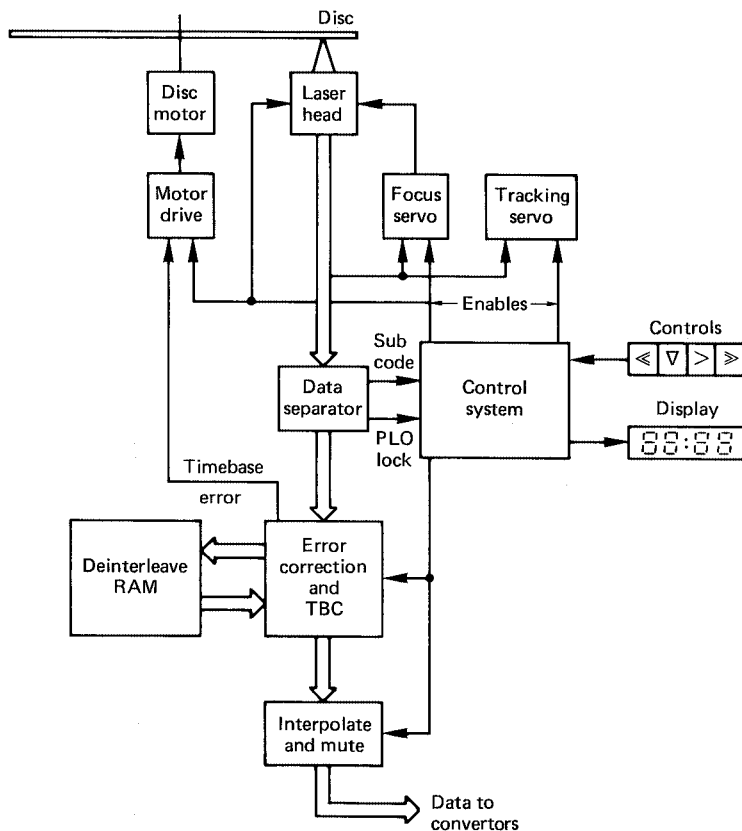 Disc
Disc
motor
Laser
head
Motor
drive
Focus
servo
Tracking
servo
Enables
Controls
≪ ∇ > ≫
Sub
code
Data
separator
Control
system
PLO
lock
Display
88:88
Timebase
error
Deinterleave
RAM
Error
correction
and
TBC
Interpolate
and mute
Data to
convertors